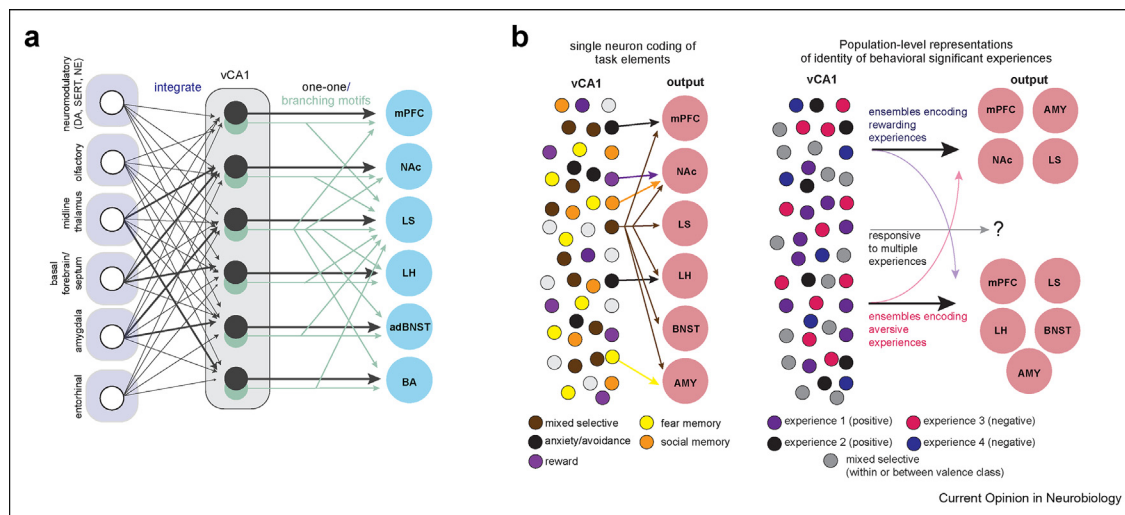 a
neuromodulatory
(DA, SERT, NE)
olfactory
midline
thalamus
basal
forebrain/
septum
amygdala
entorhinal
integrate
vCA1
one-one/
branching motifs
mPFC
NAc
LS
LH
adBNST
BA
b
single neuron coding of
task elements
vCA1
output
mPFC
NAc
LS
LH
BNST
AMY
mixed selective
anxiety/avoidance
reward
fear memory
social memory
Population-level representations
of identity of behavioral significant experiences
vCA1
output
ensembles encoding
rewarding
experiences
responsive
to multiple
experiences
ensembles encoding
aversive
experiences
mPFC
AMY
NAc
LS
?
mPFC
LS
LH
BNST
AMY
experience 1 (positive)
experience 2 (positive)
experience 3 (negative)
experience 4 (negative)
mixed selective
(within or between valence class)
Current Opinion in Neurobiology